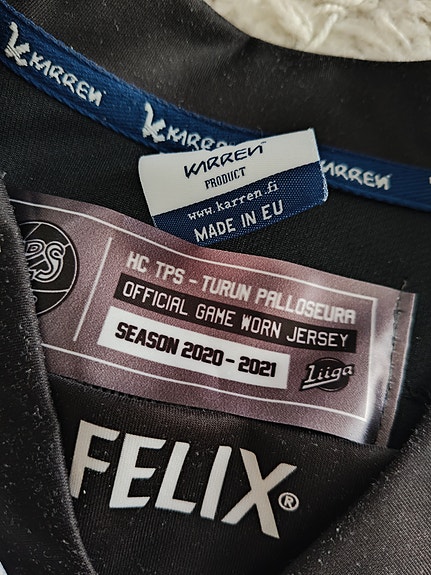 KARREN
KARREN
KARREN
KARREN
PRODUCT
www.karren.fi
MADE IN EU
TPS
HC TPS - TURUN PALLOSEURA
OFFICIAL GAME WORN JERSEY
SEASON 2020-2021
Liiga
FELIX®